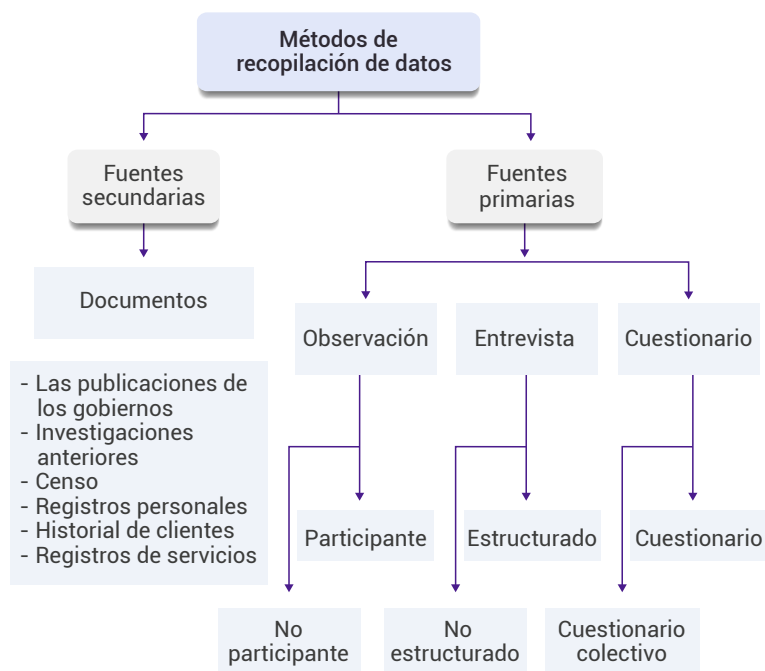 Métodos de
recopilación de datos
Fuentes
secundarias
Fuentes
primarias
Documentos
Observación
Entrevista
Cuestionario
- Las publicaciones de
los gobiernos
- Investigaciones
anteriores
- Censo
- Registros personales
- Historial de clientes
- Registros de servicios
Participante
Estructurado
Cuestionario
No
participante
No
estructurado
Cuestionario
colectivo